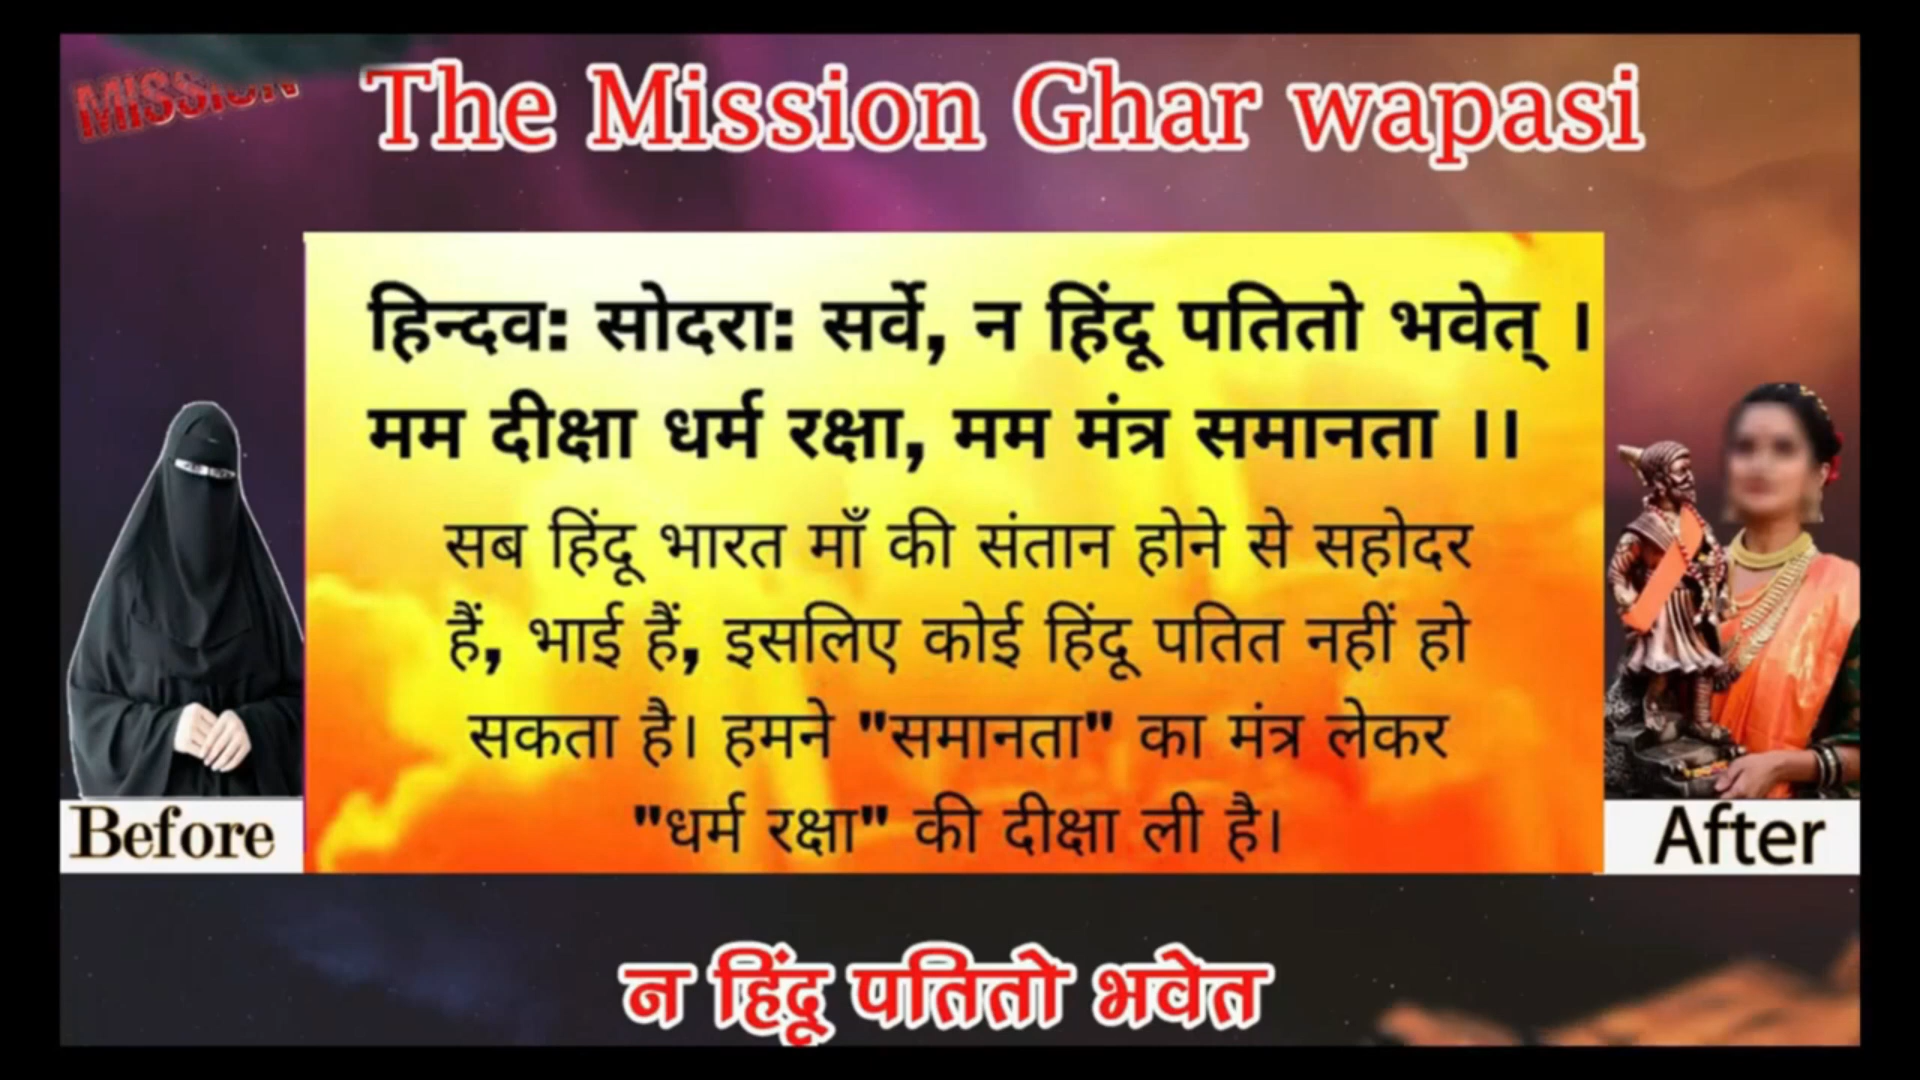 MISSION
The Mission Ghar wapasi
हिन्दव: सोदरा: सर्वे, न हिंदू पतितो भवेत् ।
मम दीक्षा धर्म रक्षा, मम मंत्र समानता ।।
सब हिंदू भारत माँ की संतान होने से सहोदर
हैं, भाई हैं, इसलिए कोई हिंदू पतित नहीं हो
सकता है। हमने "समानता" का मंत्र लेकर
"धर्म रक्षा" की दीक्षा ली है।
Before
After
न हिंदू पतितो भवेत